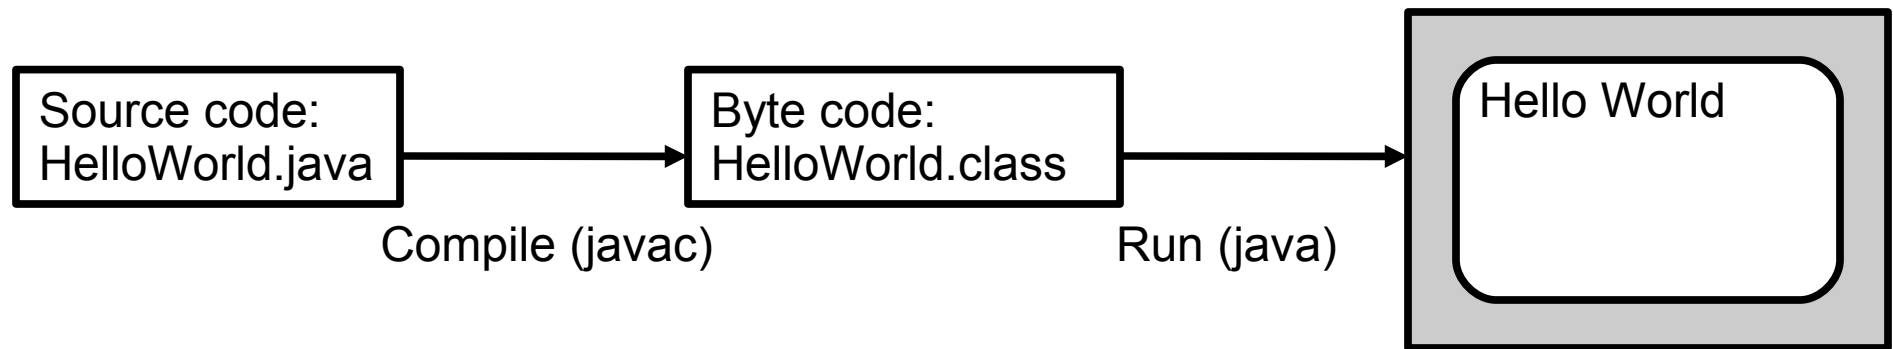 Source code:
HelloWorld.java
Compile (javac)
Byte code:
HelloWorld.class
Run (java)
Hello World